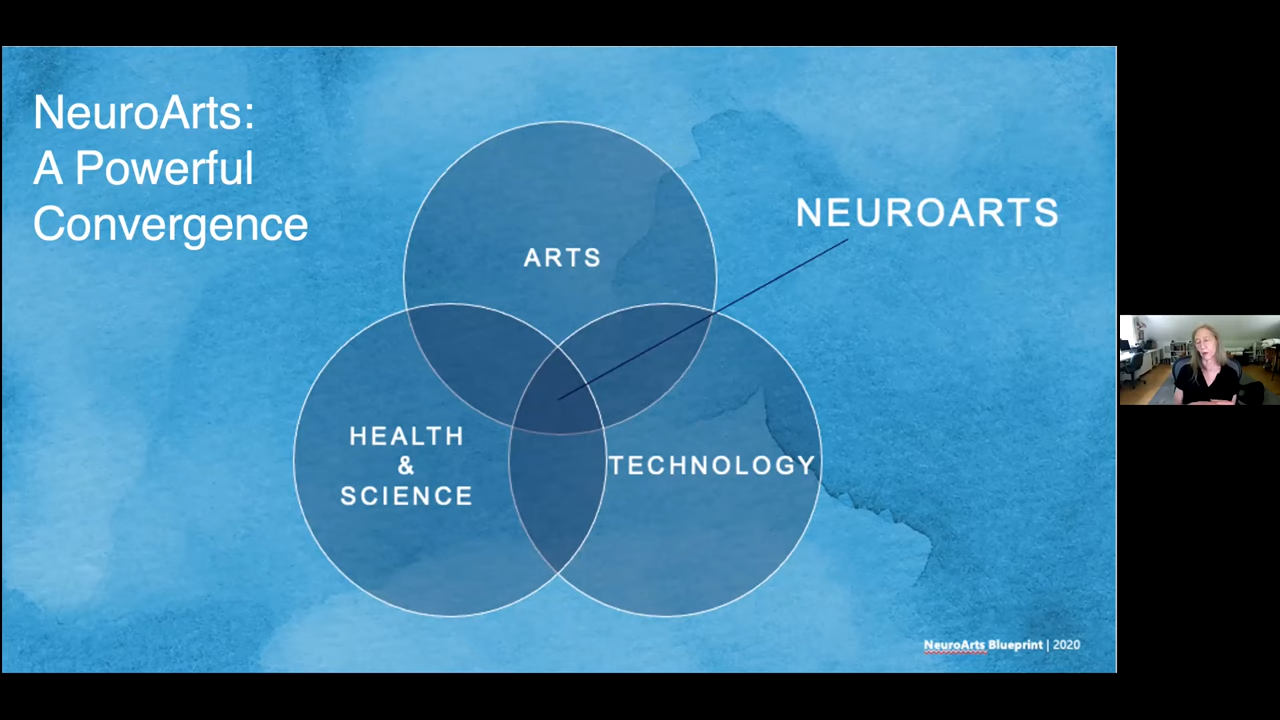 NeuroArts:
A Powerful
Convergence
NEUROARTS
ARTS
HEALTH
&
SCIENCE
TECHNOLOGY
NeuroArts Blueprint | 2020